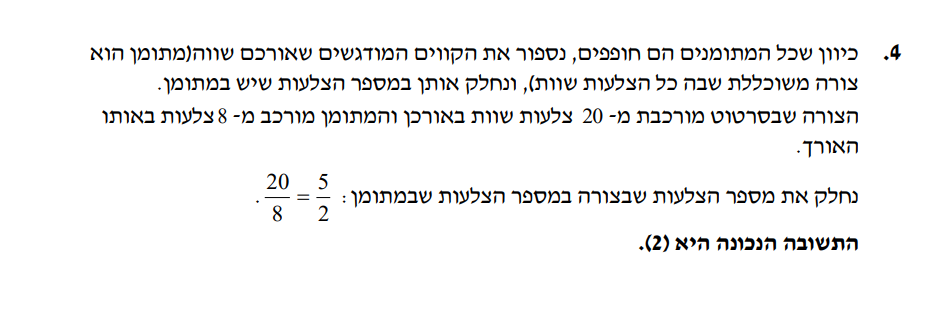 4. כיוון שכל המתומנים הם חופפים, נספור את הקווים המודגשים שאורכם שווה(מתומן הוא
צורה משוכללת שבה כל הצלעות שוות), ונחלק אותן במספר הצלעות שיש במתומן.
הצורה שבסרטוט מורכבת מ- 20 צלעות שוות באורכן והמתומן מורכב מ- 8 צלעות באותו
האורך.
נחלק את מספר הצלעות שבצורה במספר הצלעות שבמתומן: 20/8 = 5/2.
התשובה הנכונה היא (2).